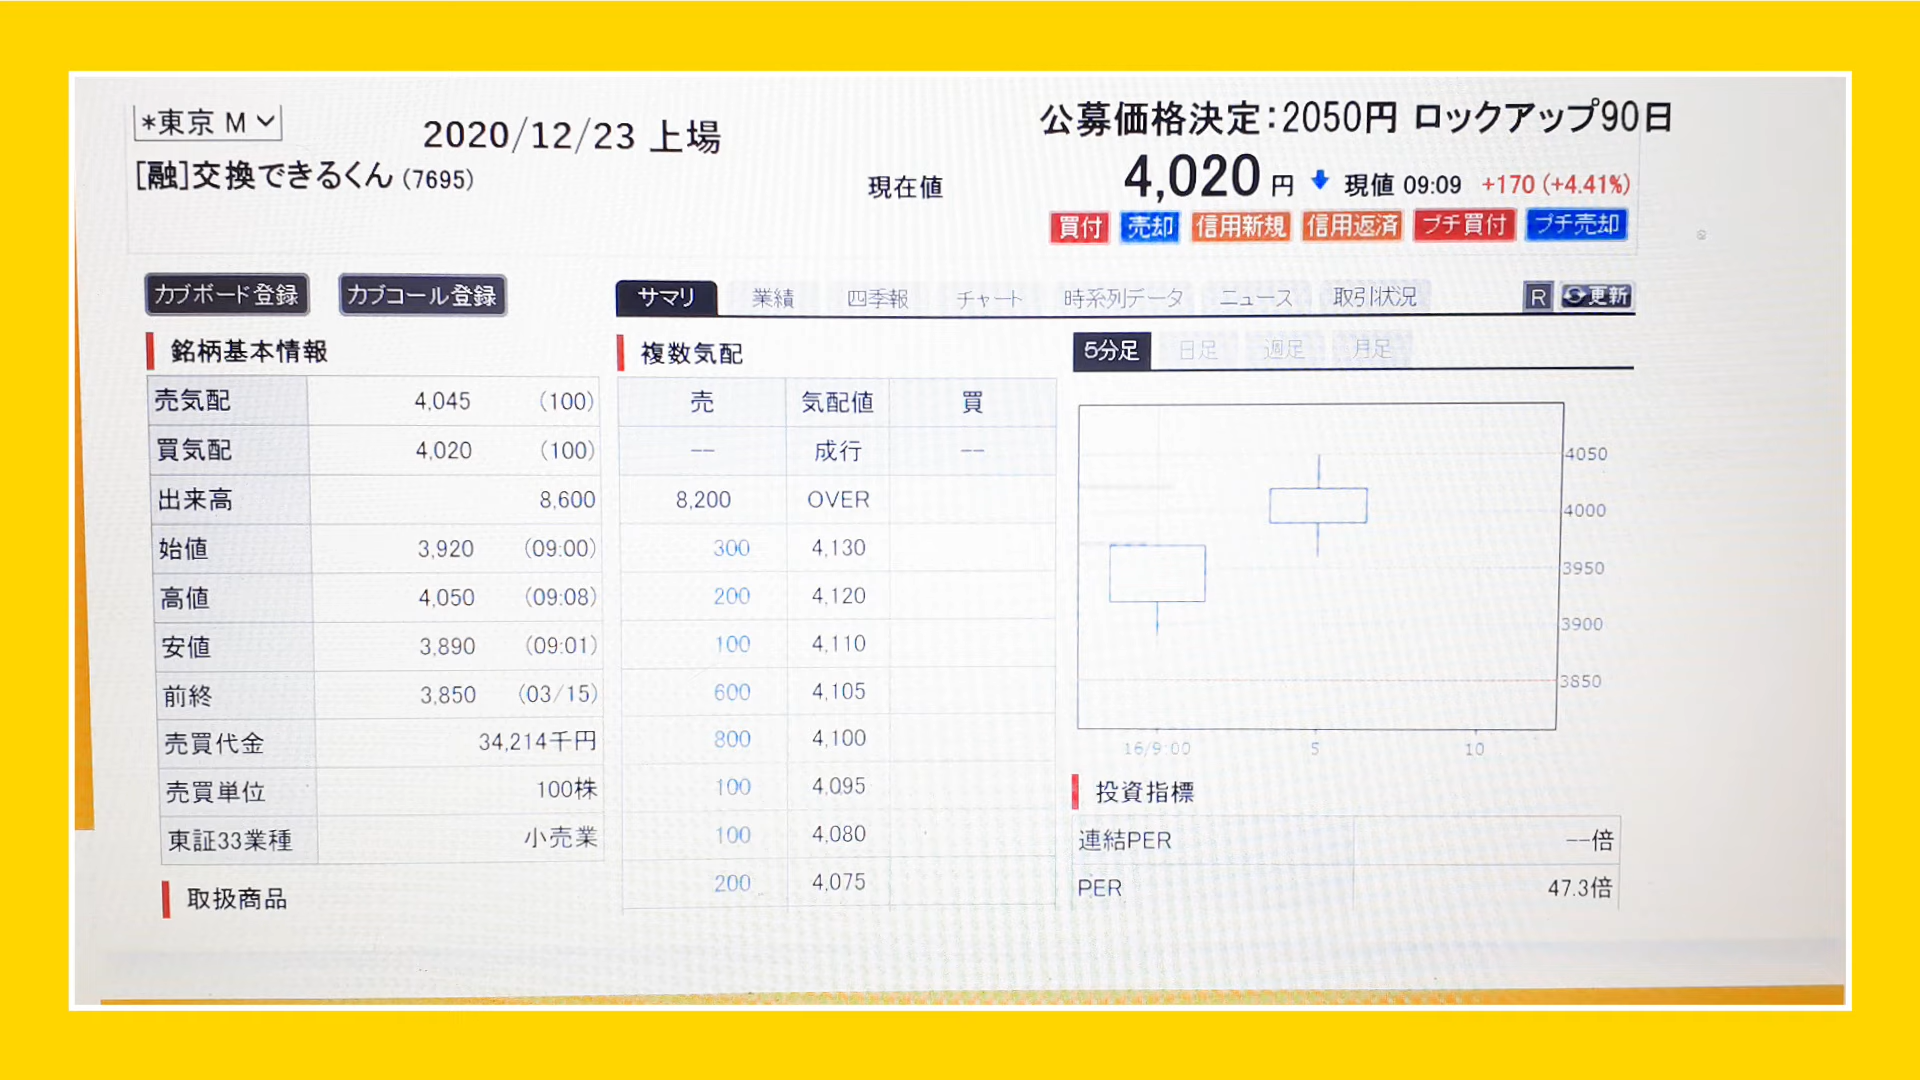 *東京 M
2020/12/23 上場
公募価格決定:2050円 ロックアップ90日
[融]交換できるくん (7695)
現在値
4,020 円 現値 09:09 +170 (+4.41%)
買付 売却 信用新規 信用返済 プチ買付 プチ売却
カブボード登録 カブコール登録
サマリ 業績 四季報 チャート 時系列データ ニュース 取引状況 R 更新
銘柄基本情報
売気配 4,045 (100)
買気配 4,020 (100)
出来高 8,600
始値 3,920 (09:00)
高値 4,050 (09:08)
安値 3,890 (09:01)
前終 3,850 (03/15)
売買代金 34,214千円
売買単位 100株
東証33業種 小売業
取扱商品
複数気配
売 気配値 買
-- 成行 --
8,200 OVER
300 4,130
200 4,120
100 4,110
600 4,105
800 4,100
100 4,095
100 4,080
200 4,075
5分足 日足 週足 月足
4050
4000
3950
3900
3850
16/9:00 5 10
投資指標
連結PER --倍
PER 47.3倍